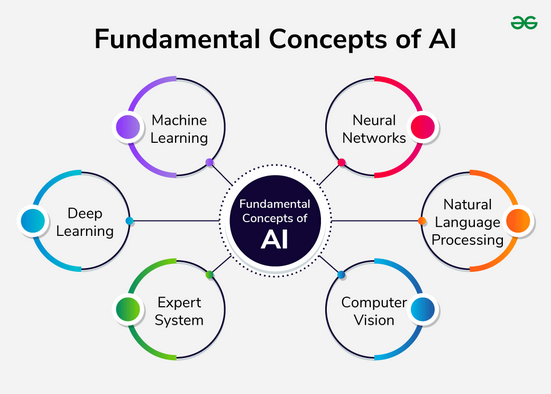 Fundamental Concepts of AI
Machine
Learning
Neural
Networks
Deep
Learning
Fundamental
Concepts of
AI
Natural
Language
Processing
Expert
System
Computer
Vision